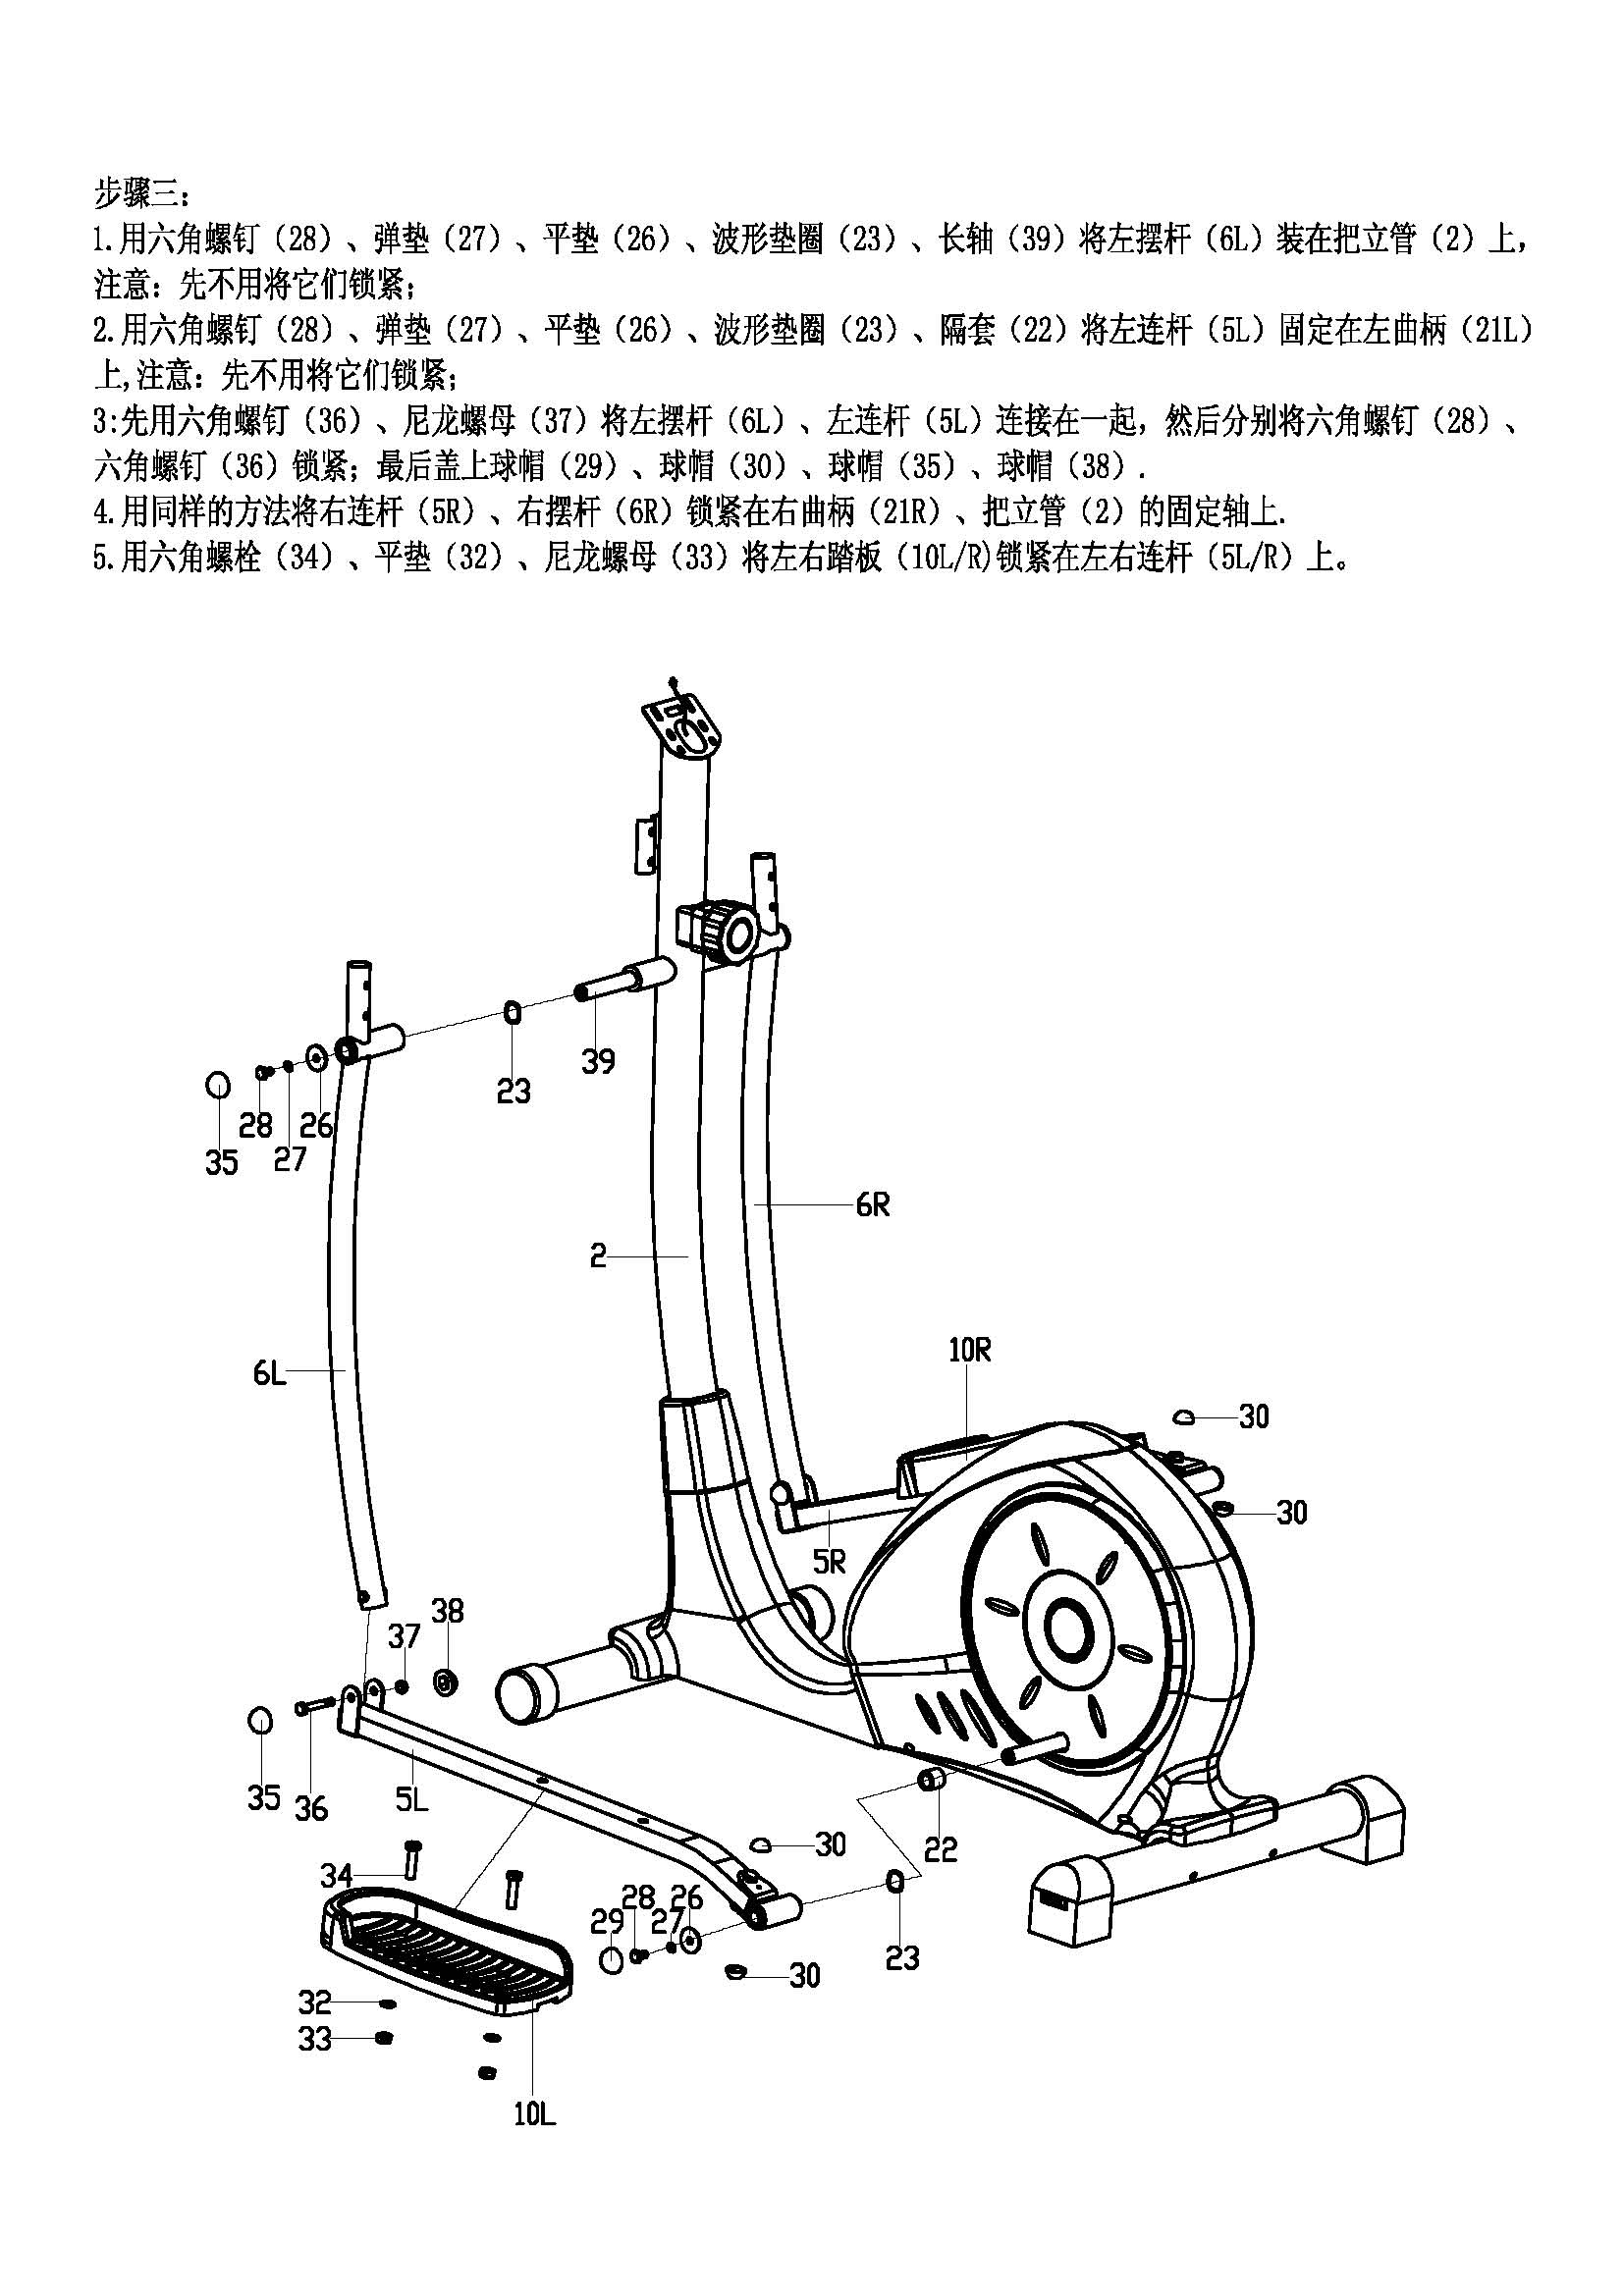 步骤三：
1.用六角螺钉（28）、弹垫（27）、平垫（26）、波形垫圈（23）、长轴（39）将左摆杆（6L）装在把立管（2）上，
注意：先不用将它们锁紧；
2.用六角螺钉（28）、弹垫（27）、平垫（26）、波形垫圈（23）、隔套（22）将左连杆（5L）固定在左曲柄（21L）
上,注意：先不用将它们锁紧；
3:先用六角螺钉（36）、尼龙螺母（37）将左摆杆（6L）、左连杆（5L）连接在一起，然后分别将六角螺钉（28）、
六角螺钉（36）锁紧；最后盖上球帽（29）、球帽（30）、球帽（35）、球帽（38）.
4.用同样的方法将右连杆（5R）、右摆杆（6R）锁紧在右曲柄（21R）、把立管（2）的固定轴上.
5.用六角螺栓（34）、平垫（32）、尼龙螺母（33）将左右踏板（10L/R)锁紧在左右连杆（5L/R）上。
39
23
28
26
35
27
6R
2
10R
6L
30
30
5R
38
37
35
36
5L
30
22
34
28
26
29
27
23
30
32
33
10L